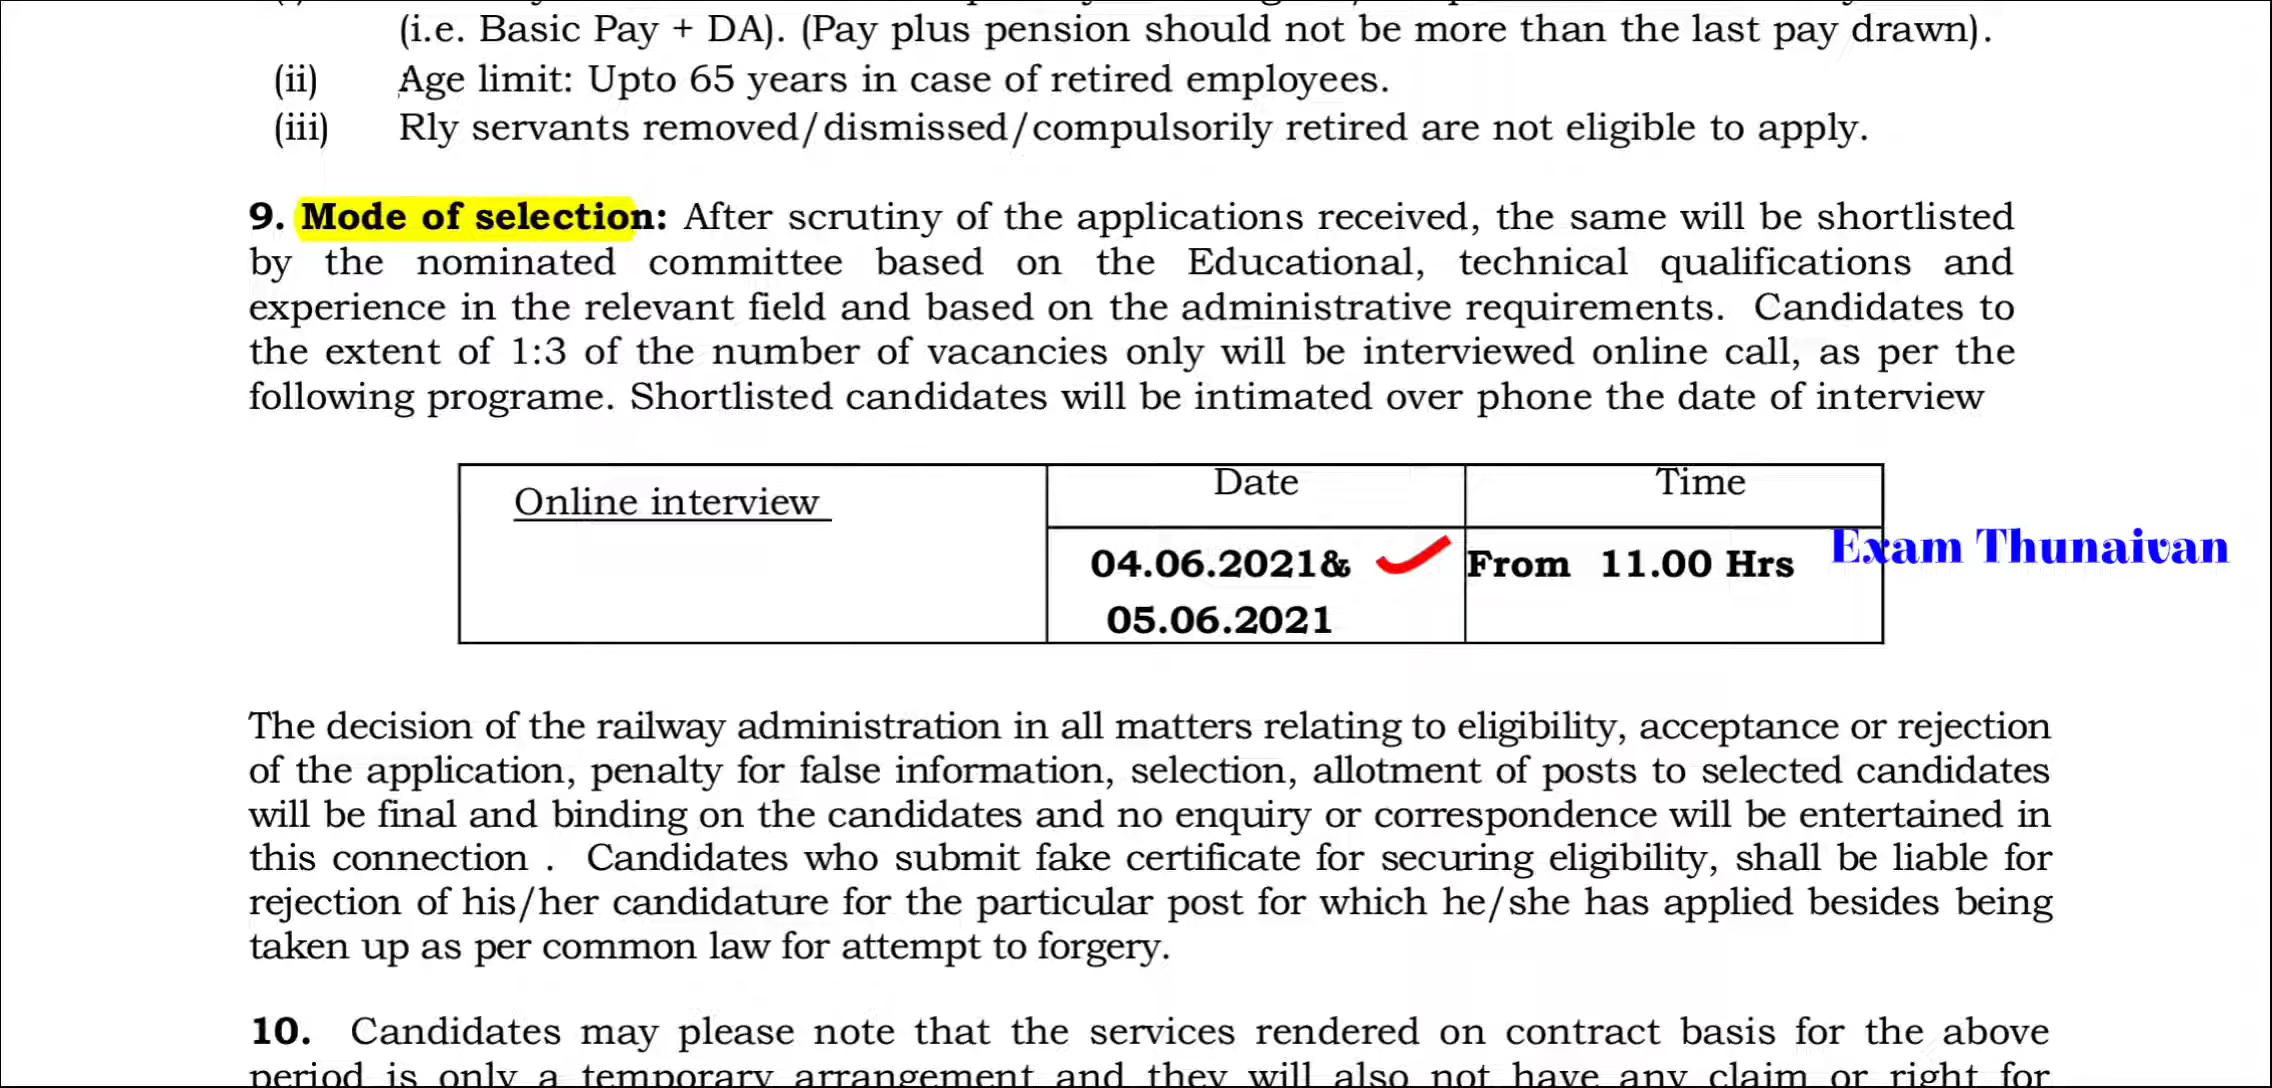 (i.e. Basic Pay + DA). (Pay plus pension should not be more than the last pay drawn).
(ii) Age limit: Upto 65 years in case of retired employees.
(iii) Rly servants removed/dismissed/compulsorily retired are not eligible to apply.
9. Mode of selection: After scrutiny of the applications received, the same will be shortlisted
by the nominated committee based on the Educational, technical qualifications and
experience in the relevant field and based on the administrative requirements. Candidates to
the extent of 1:3 of the number of vacancies only will be interviewed online call, as per the
following programe. Shortlisted candidates will be intimated over phone the date of interview
Online interview
Date
Time
04.06.2021&
From 11.00 Hrs
Exam Thunaivan
05.06.2021
The decision of the railway administration in all matters relating to eligibility, acceptance or rejection
of the application, penalty for false information, selection, allotment of posts to selected candidates
will be final and binding on the candidates and no enquiry or correspondence will be entertained in
this connection . Candidates who submit fake certificate for securing eligibility, shall be liable for
rejection of his/her candidature for the particular post for which he/she has applied besides being
taken up as per common law for attempt to forgery.
10. Candidates may please note that the services rendered on contract basis for the above
period is only a temporary arrangement and they will also not have any claim or right for